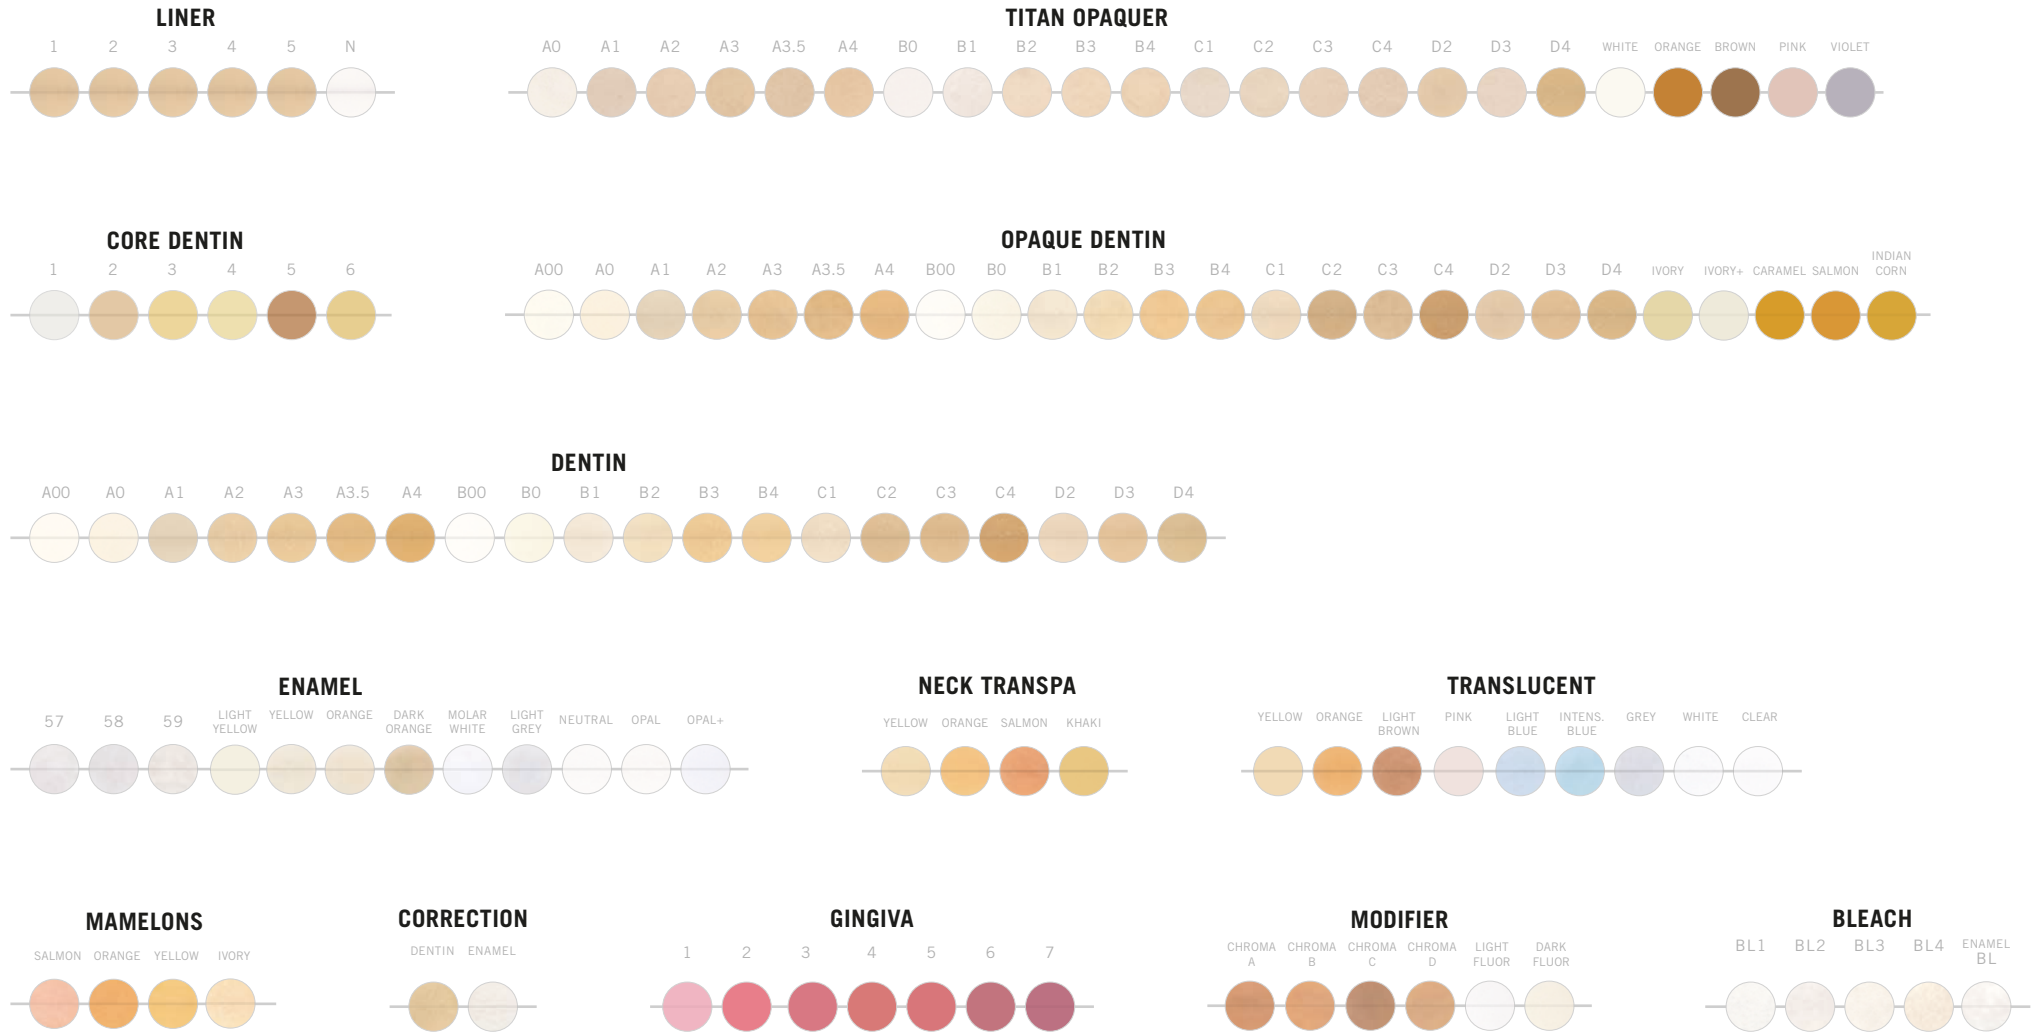 LINER
1 2 3 4 5 N
TITAN OPAQUER
A0 A1 A2 A3 A3.5 A4 B0 B1 B2 B3 B4 C1 C2 C3 C4 D2 D3 D4 WHITE ORANGE BROWN PINK VIOLET
CORE DENTIN
1 2 3 4 5 6
OPAQUE DENTIN
A00 A0 A1 A2 A3 A3.5 A4 B00 B0 B1 B2 B3 B4 C1 C2 C3 C4 D2 D3 D4 IVORY IVORY+ CARAMEL SALMON INDIAN
CORN
DENTIN
A00 A0 A1 A2 A3 A3.5 A4 B00 B0 B1 B2 B3 B4 C1 C2 C3 C4 D2 D3 D4
ENAMEL
57 58 59 LIGHT YELLOW ORANGE DARK MOLAR LIGHT NEUTRAL OPAL OPAL+
YELLOW ORANGE WHITE GREY
NECK TRANSPA
YELLOW ORANGE SALMON KHAKI
TRANSLUCENT
YELLOW ORANGE LIGHT PINK LIGHT INTENS. GREY WHITE CLEAR
BROWN BLUE BLUE
MAMELONS
SALMON ORANGE YELLOW IVORY
CORRECTION
DENTIN ENAMEL
GINGIVA
1 2 3 4 5 6 7
MODIFIER
CHROMA CHROMA CHROMA CHROMA LIGHT DARK
A B C D FLUOR FLUOR
BLEACH
BL1 BL2 BL3 BL4 ENAMEL
BL